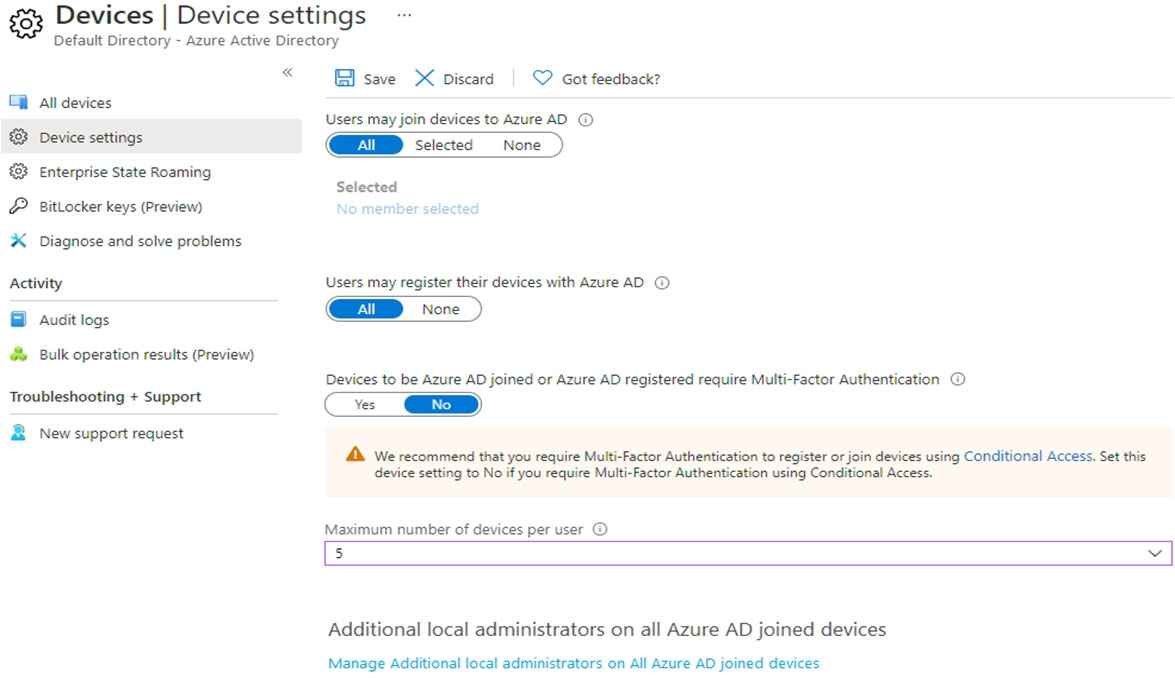 Devices | Device settings ...
Default Directory - Azure Active Directory
«
All devices
Device settings
Enterprise State Roaming
BitLocker keys (Preview)
Diagnose and solve problems
Activity
Audit logs
Bulk operation results (Preview)
Troubleshooting + Support
New support request
Save Discard Got feedback?
Users may join devices to Azure AD
All Selected None
Selected
No member selected
Users may register their devices with Azure AD
All None
Devices to be Azure AD joined or Azure AD registered require Multi-Factor Authentication
Yes No
We recommend that you require Multi-Factor Authentication to register or join devices using Conditional Access. Set this
device setting to No if you require Multi-Factor Authentication using Conditional Access.
Maximum number of devices per user
5
Additional local administrators on all Azure AD joined devices
Manage Additional local administrators on All Azure AD joined devices